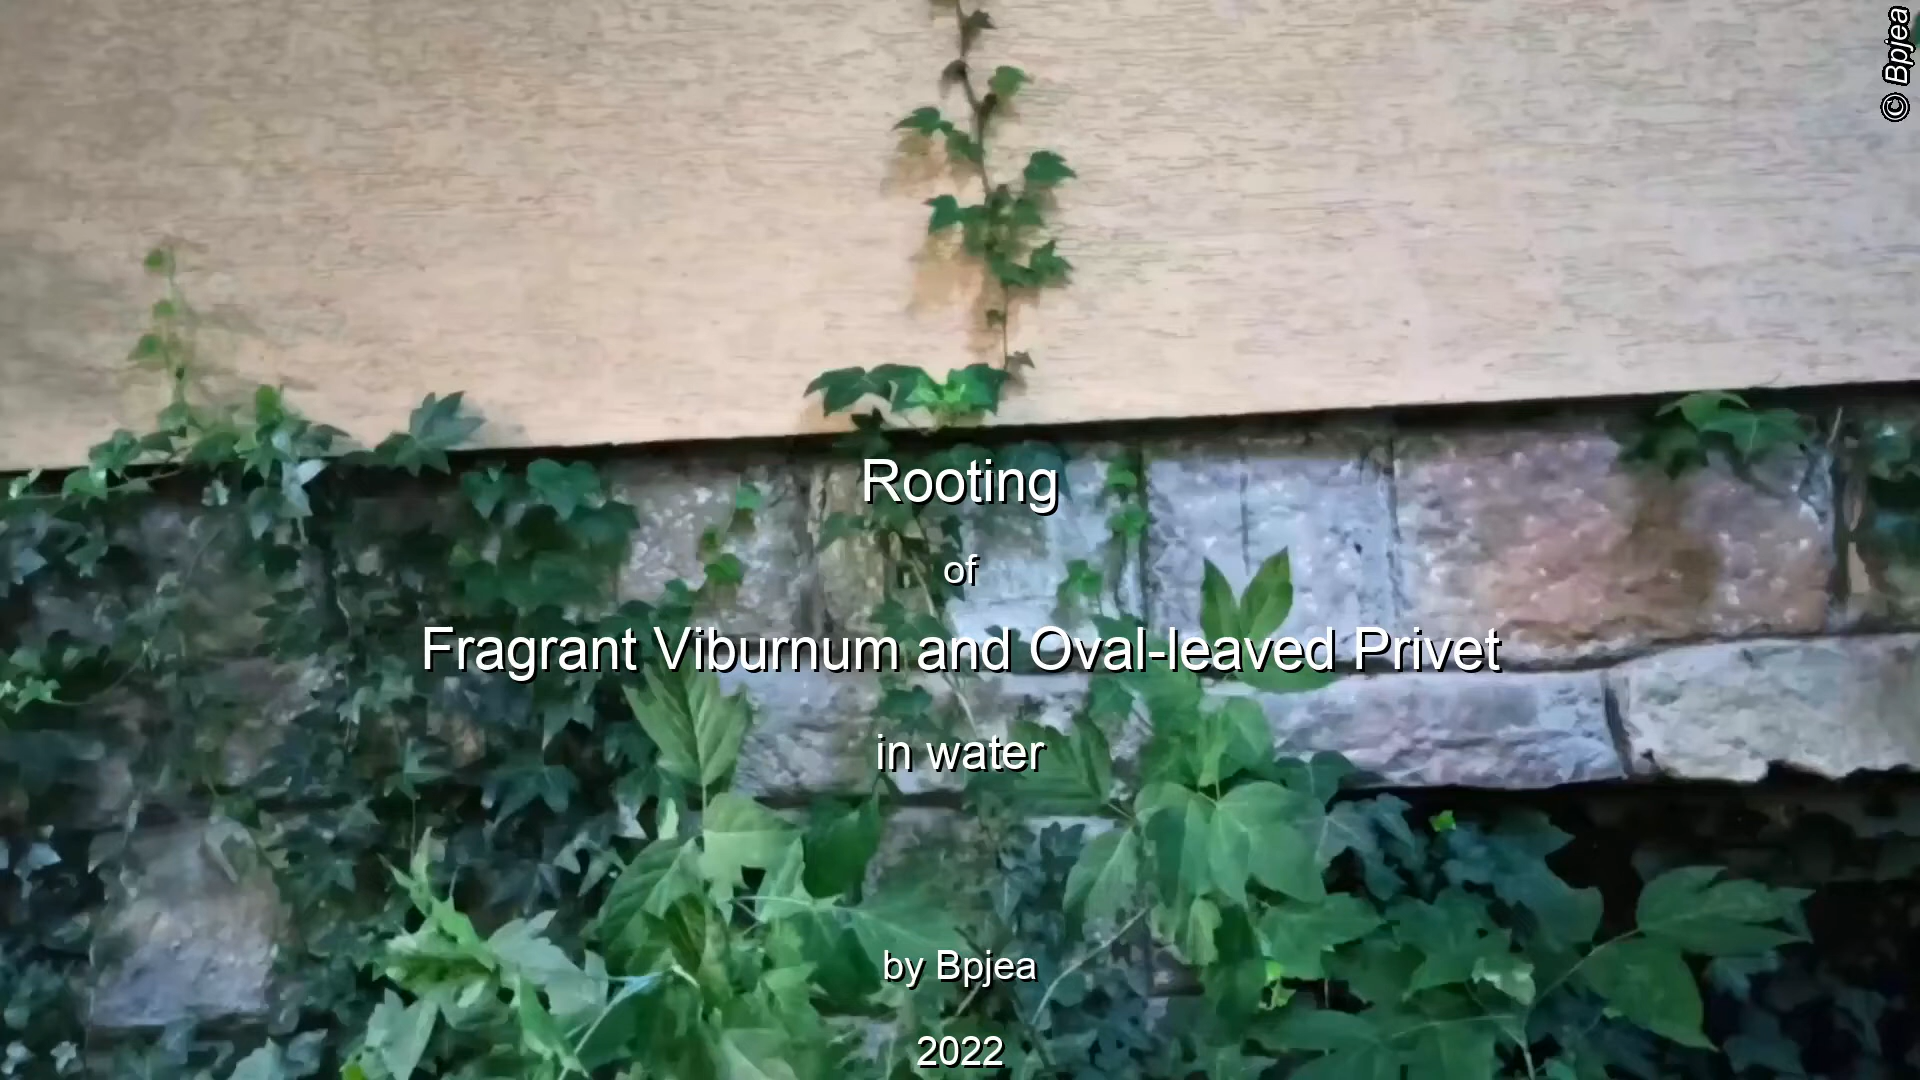 © Bpjea
Rooting
of
Fragrant Viburnum and Oval-leaved Privet
in water
by Bpjea
2022